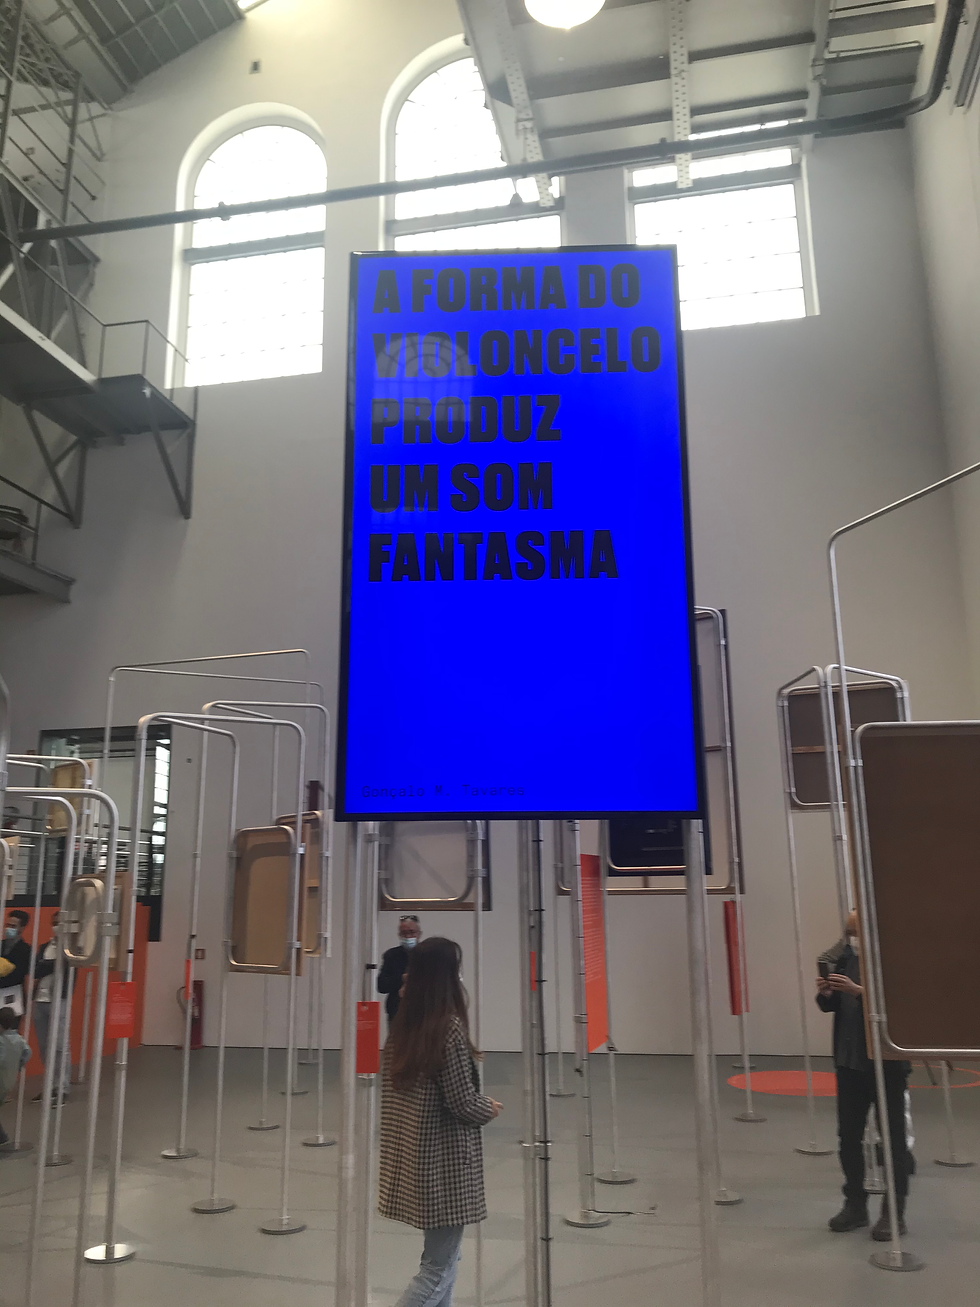 A FORMA DO
VIOLONCELO
PRODUZ
UM SOM
FANTASMA
Gonçalo M. Tavares